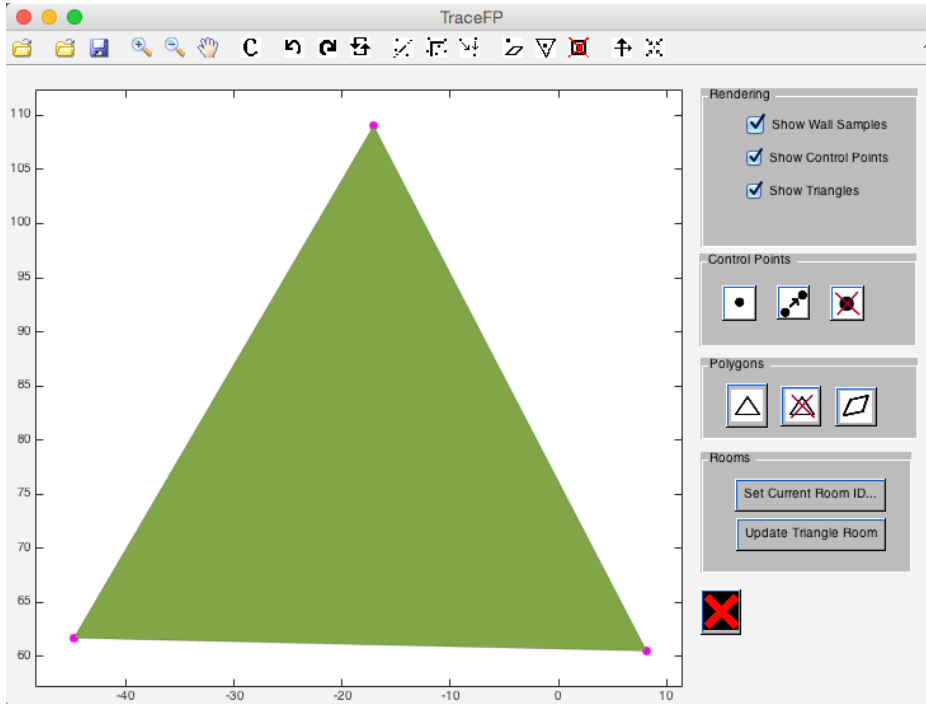 TraceFP
C
Rendering
Show Wall Samples
Show Control Points
Show Triangles
Control Points
Polygons
Rooms
Set Current Room ID...
Update Triangle Room
110
105
100
95
90
85
80
75
70
65
60
-40 -30 -20 -10 0 10